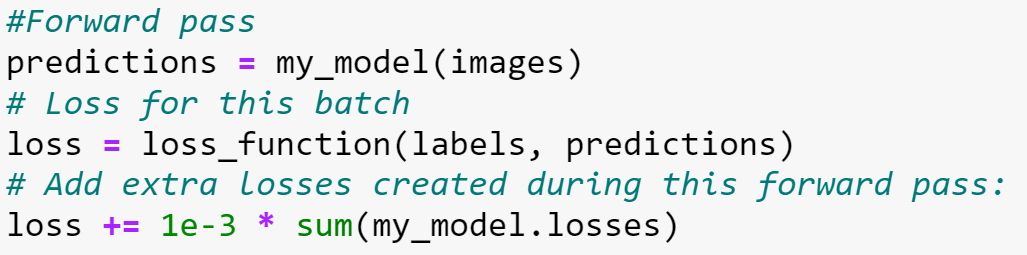 #Forward pass
predictions = my_model(images)
# Loss for this batch
loss = loss_function(labels, predictions)
# Add extra losses created during this forward pass:
loss += 1e-3 * sum(my_model.losses)